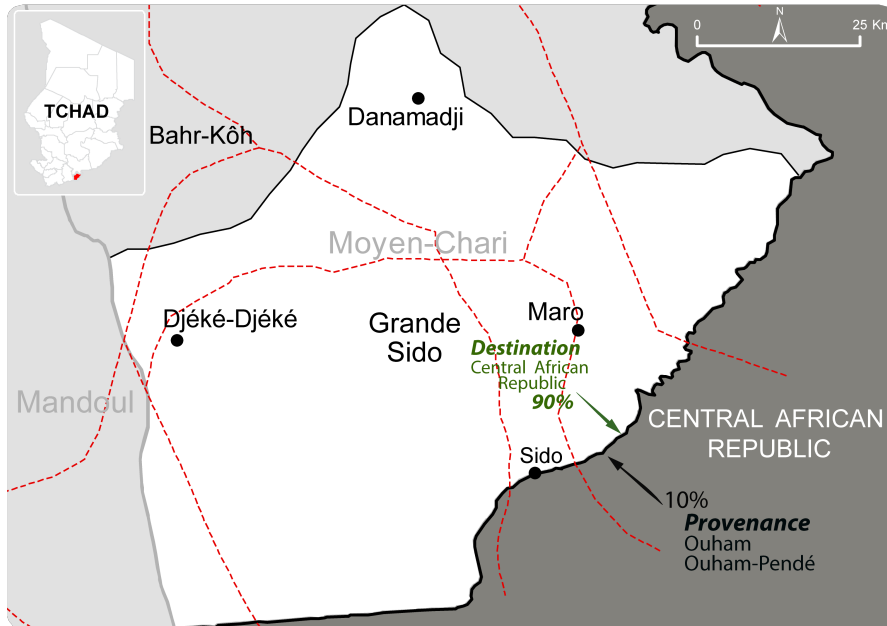 N
0
25 Km
TCHAD
Bahr-Kôh
Danamadji
Moyen-Chari
Djéké-Djéké
Grande
Sido
Maro
Destination
Central African
Republic
90%
Mandoul
CENTRAL AFRICAN
REPUBLIC
Sido
10%
Provenance
Ouham
Ouham-Pendé